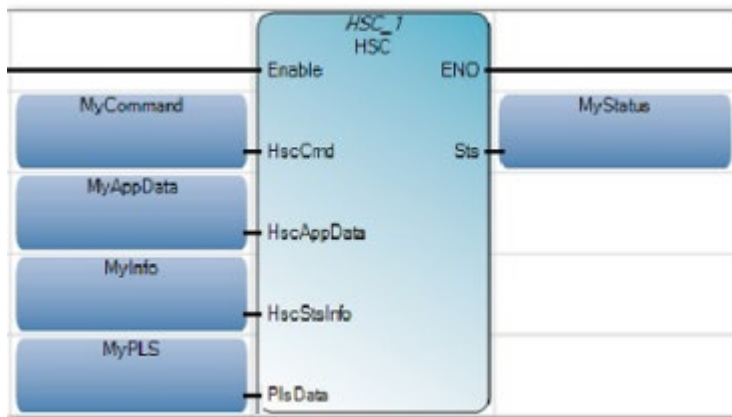 HSC_1
HSC
Enable ENO
MyCommand MyStatus
HscCmd Sts
MyAppData
HscAppData
MyInfo
HscStsInfo
MyPLS
PlsData